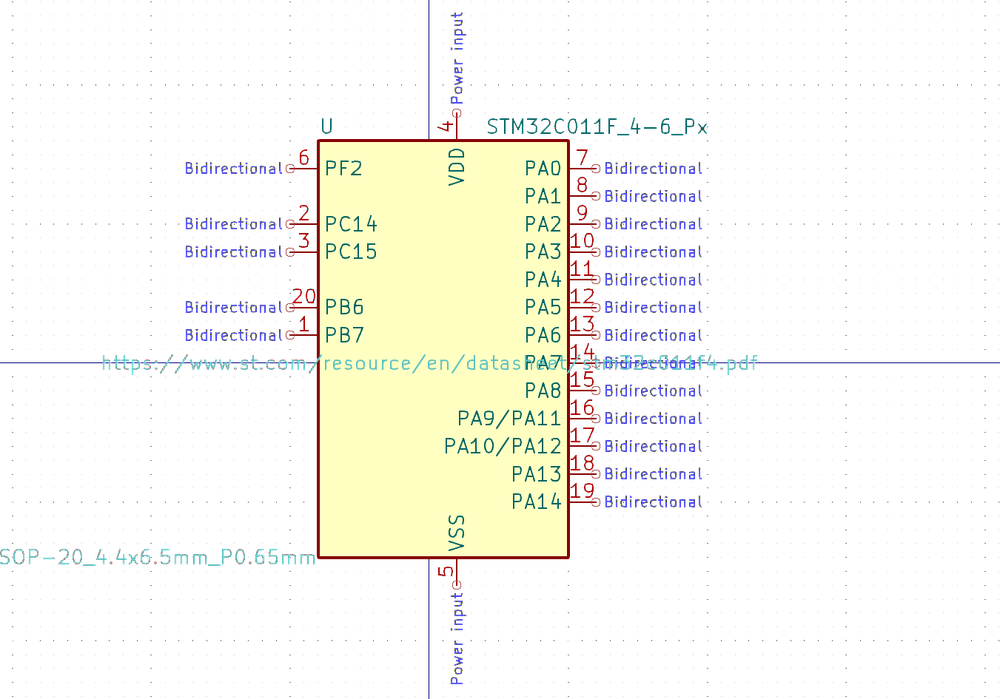 Power input
4
U
STM32C011F_4-6_Px
VDD
Bidirectional 6 PF2
PA0 7 Bidirectional
PA1 8 Bidirectional
Bidirectional 2 PC14
PA2 9 Bidirectional
Bidirectional 3 PC15
PA3 10 Bidirectional
PA4 11 Bidirectional
Bidirectional 20 PB6
PA5 12 Bidirectional
Bidirectional 1 PB7
PA6 13 Bidirectional
https://www.st.com/resource/en/datasheet/stm32c011f4.pdf
PA7 14 Bidirectional
PA8 15 Bidirectional
PA9/PA11 16 Bidirectional
PA10/PA12 17 Bidirectional
PA13 18 Bidirectional
PA14 19 Bidirectional
VSS
SOP-20_4.4x6.5mm_P0.65mm
5
Power input